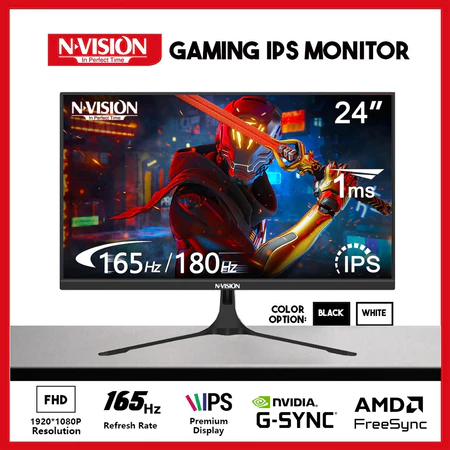 N-VISION
In Perfect Time
GAMING IPS MONITOR
N-VISION
In Perfect Time
24"
1ms
165Hz/180Hz
IPS
N-VISION
COLOR
OPTION:
BLACK
WHITE
FHD
1920*1080P
Resolution
165Hz
Refresh Rate
IPS
Premium
Display
NVIDIA.
G-SYNC
AMD
FreeSync